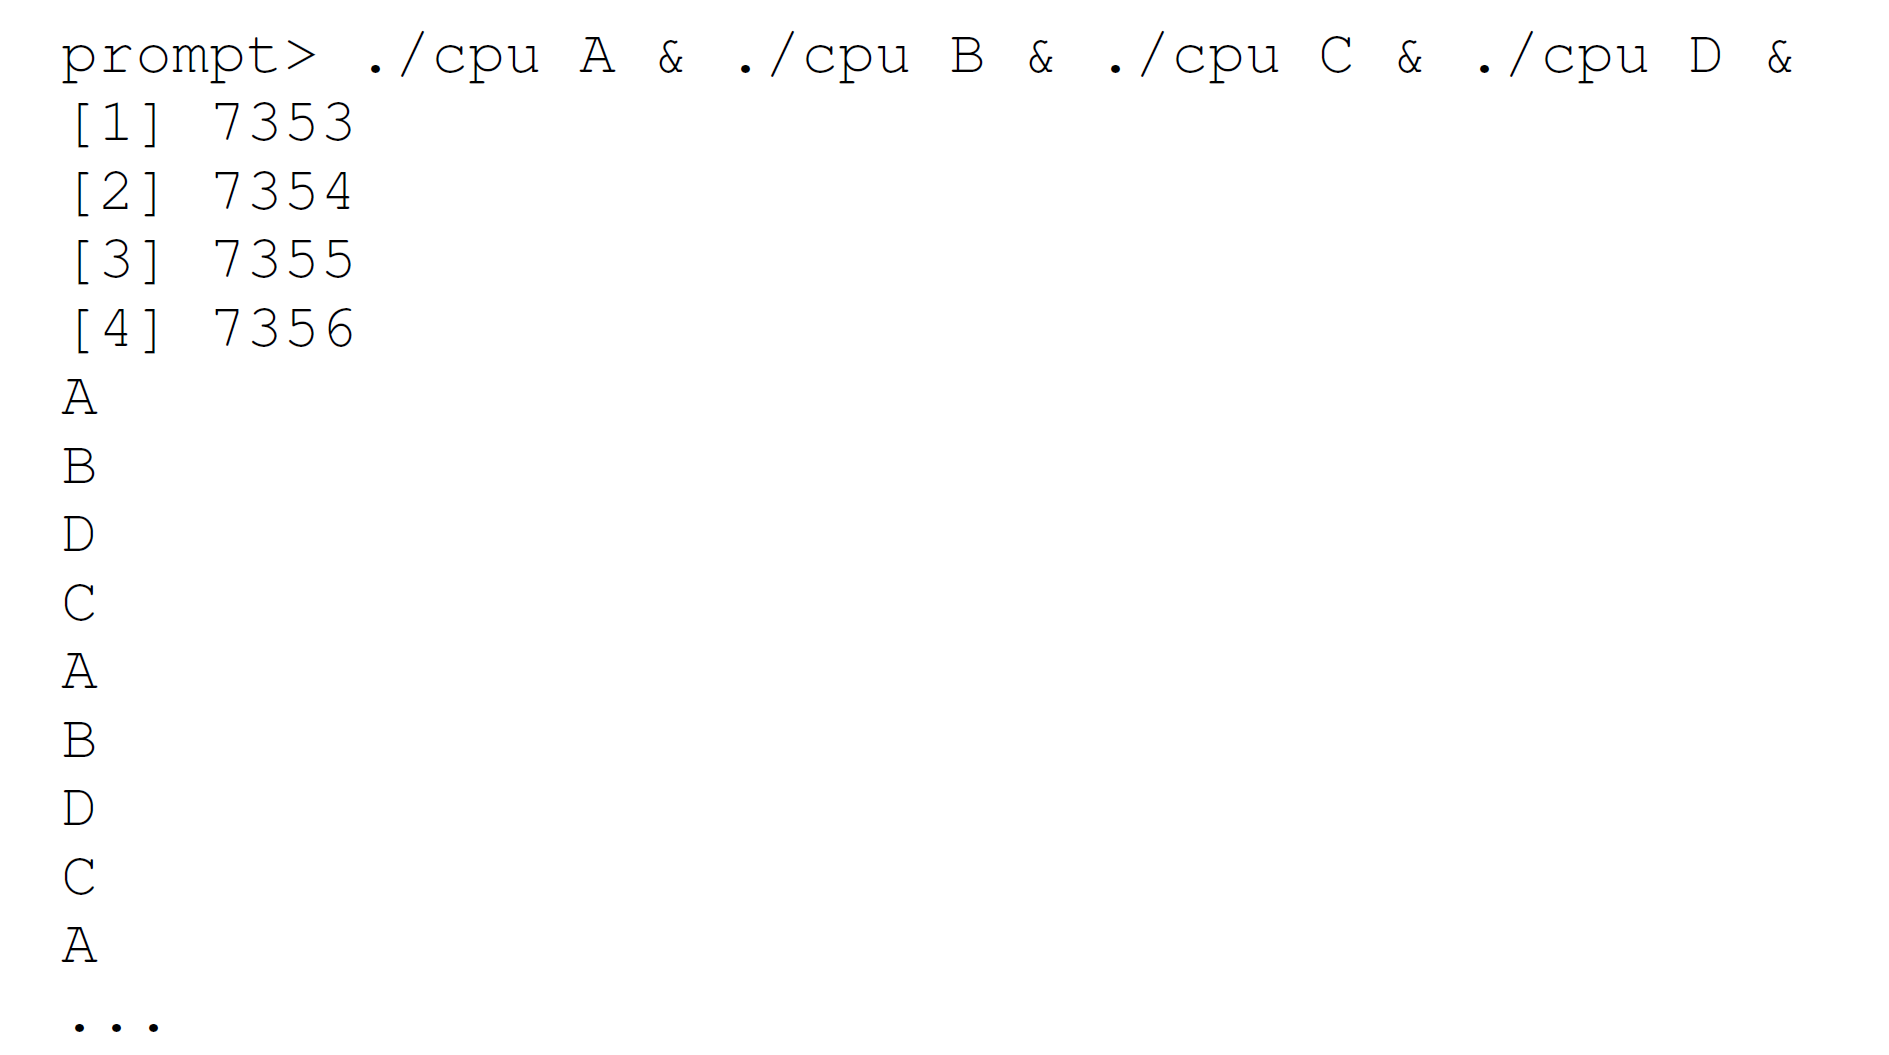 prompt> ./cpu A & ./cpu B & ./cpu C & ./cpu D &
[1] 7353
[2] 7354
[3] 7355
[4] 7356
A
B
D
C
A
B
D
C
A
...